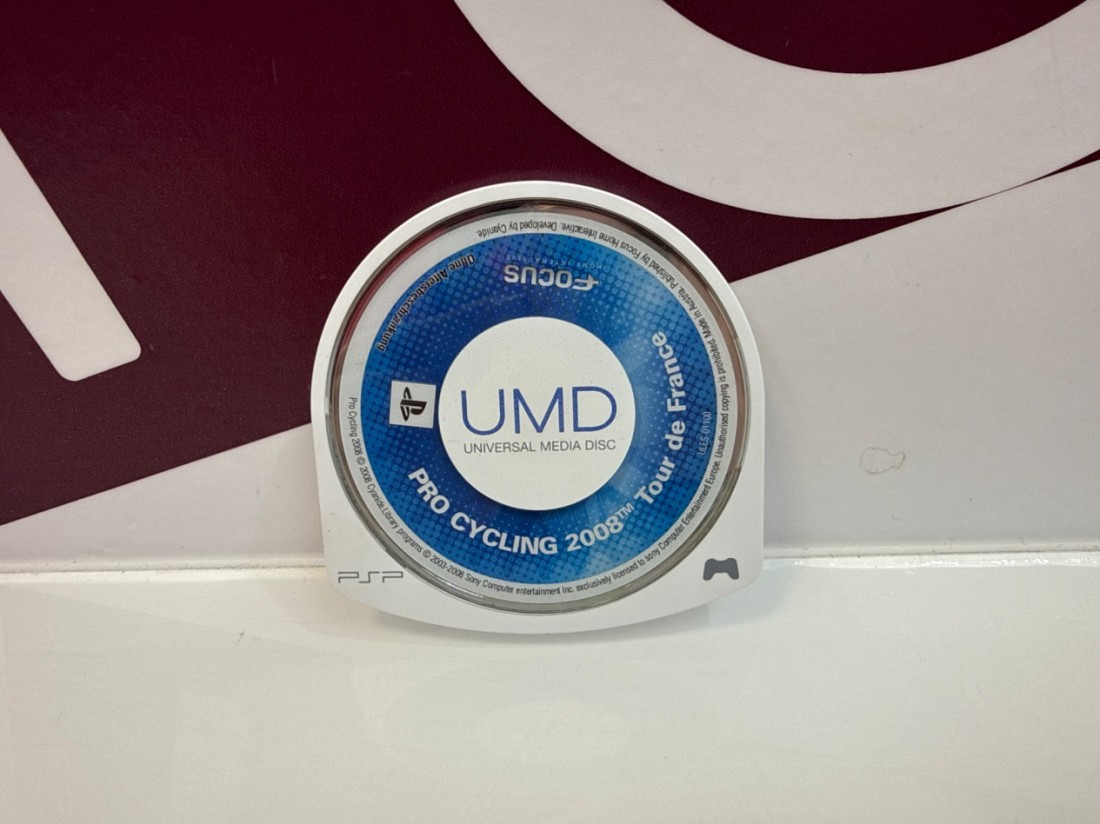 FOCUS
HOME INTERACTIVE
Ohne Altersbeschränkung
UMD
UNIVERSAL MEDIA DISC
PRO CYCLING 2008™ Tour de France
ULES-01100
Pro Cycling 2008 © 2008 Cyanide. Library programs © 2003-2008 Sony Computer entertainment Inc. exclusively licensed to sony Computer Entertainment Europe. Unauthorised copying is prohibited. Made in Austria. Published by Focus Home Interactive. Developed by Cyanide.
PSP